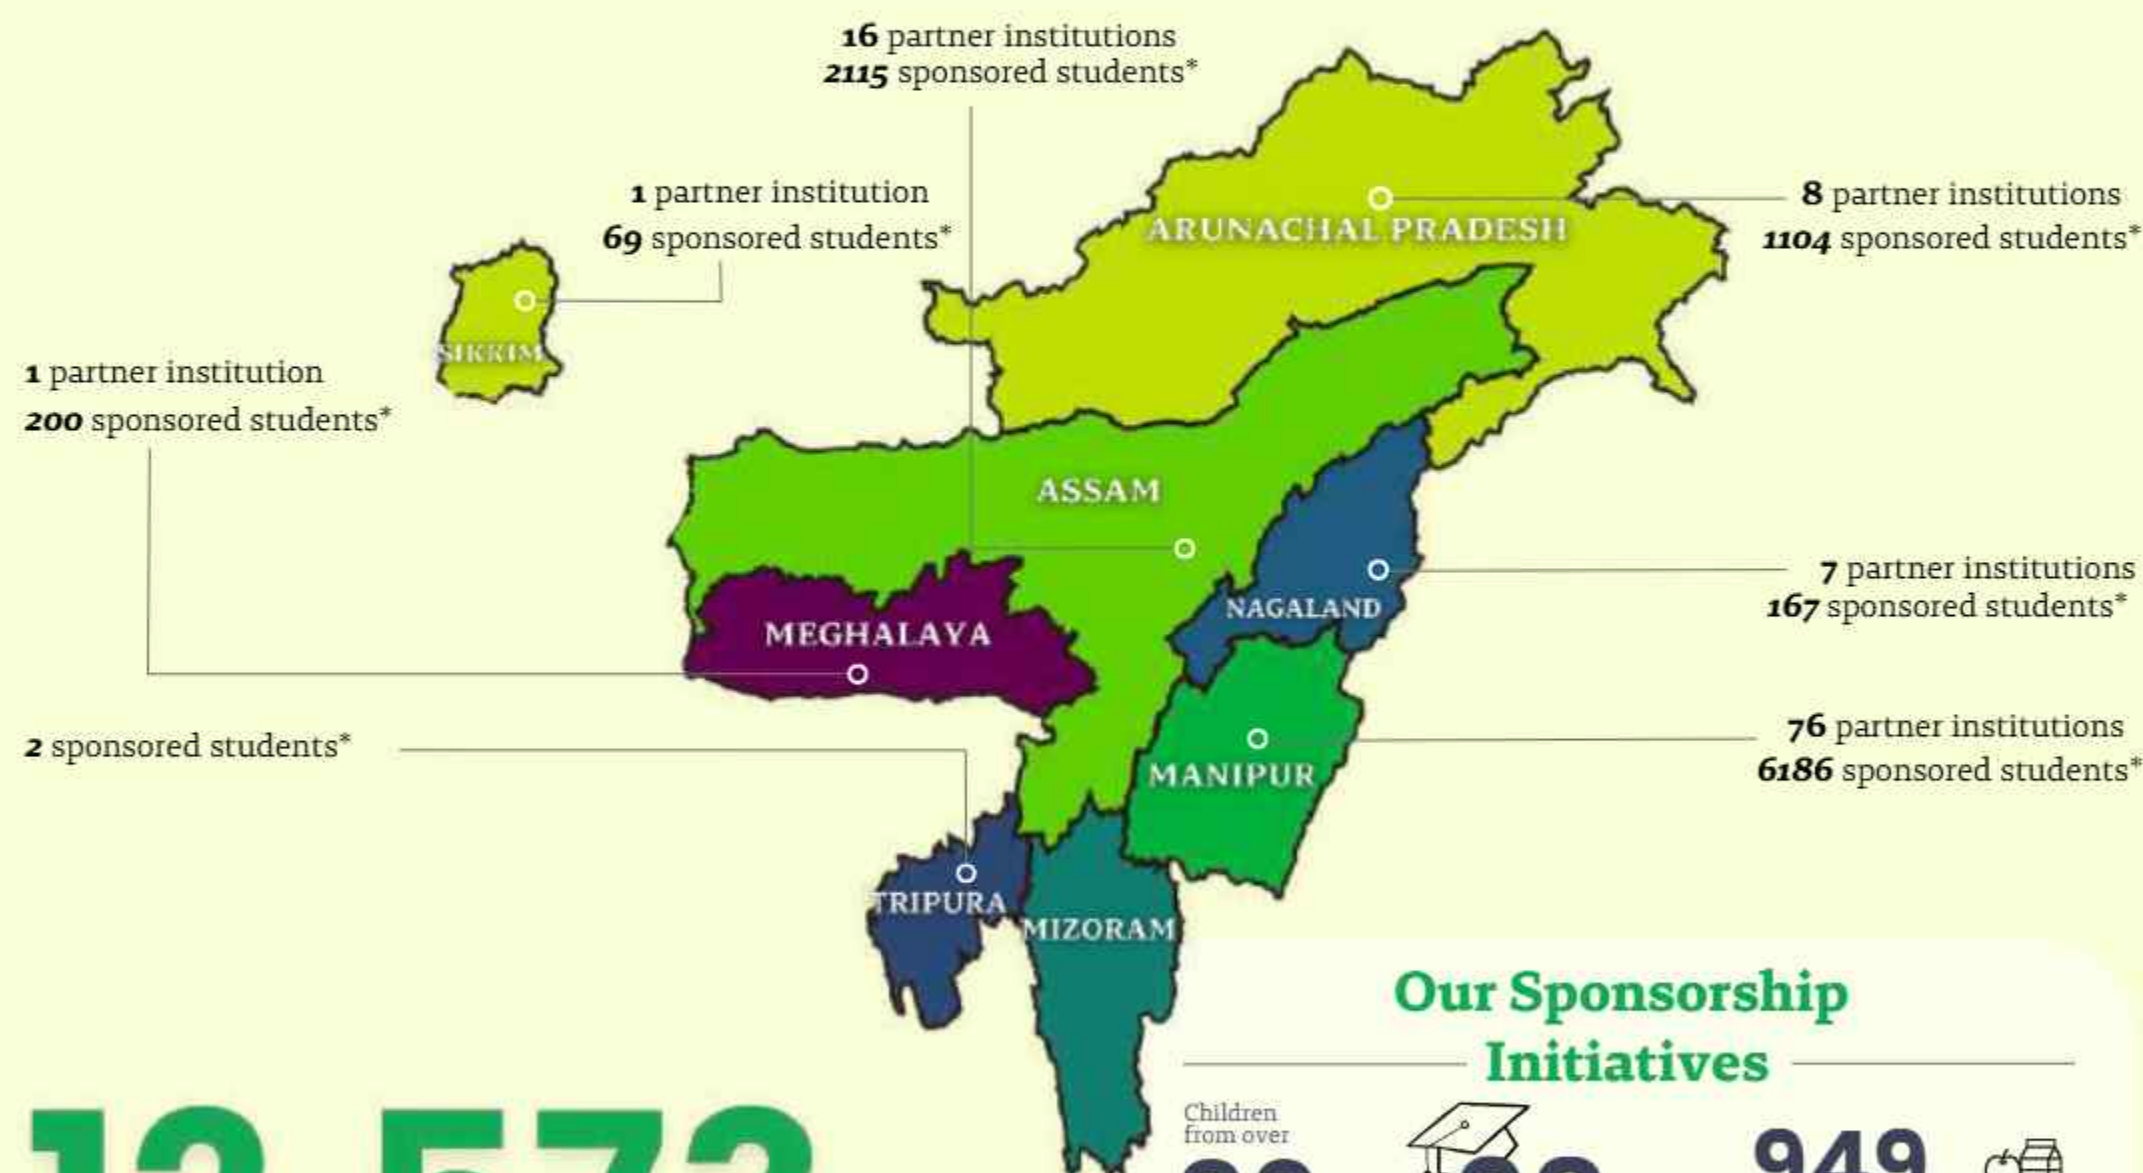 16 partner institutions
2115 sponsored students*
1 partner institution
69 sponsored students*
ARUNACHAL PRADESH
8 partner institutions
1104 sponsored students*
SIKKIM
1 partner institution
200 sponsored students*
ASSAM
7 partner institutions
167 sponsored students*
NAGALAND
MEGHALAYA
76 partner institutions
6186 sponsored students*
2 sponsored students*
MANIPUR
TRIPURA
MIZORAM
Our Sponsorship
Initiatives
Children
from over
949